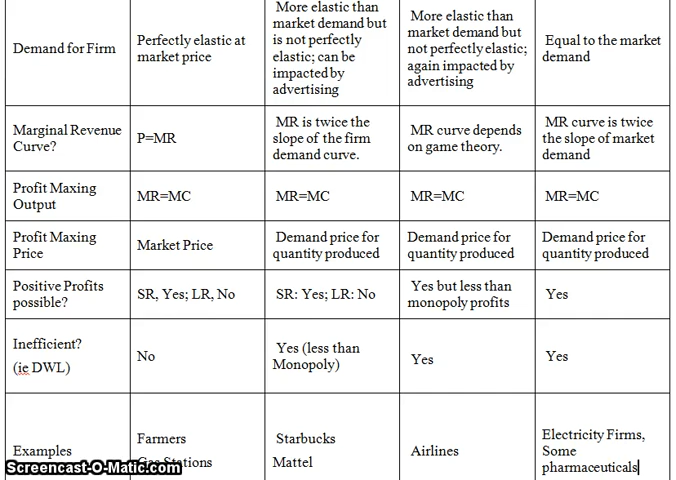 Demand for Firm
Perfectly elastic at
market price
More elastic than
market demand but
is not perfectly
elastic; can be
impacted by
advertising
More elastic than
market demand but
not perfectly elastic;
again impacted by
advertising
Equal to the market
demand
Marginal Revenue
Curve?
P=MR
MR is twice the
slope of the firm
demand curve.
MR curve depends
on game theory.
MR curve is twice
the slope of market
demand
Profit Maxing
Output
MR=MC
MR=MC
MR=MC
MR=MC
Profit Maxing
Price
Market Price
Demand price for
quantity produced
Demand price for
quantity produced
Demand price for
quantity produced
Positive Profits
possible?
SR, Yes; LR, No
SR: Yes; LR: No
Yes but less than
monopoly profits
Yes
Inefficient?
(ie DWL)
No
Yes (less than
Monopoly)
Yes
Yes
Examples
Farmers
Gas Stations
Starbucks
Mattel
Airlines
Electricity Firms,
Some
pharmaceuticals
Screencast-O-Matic.com